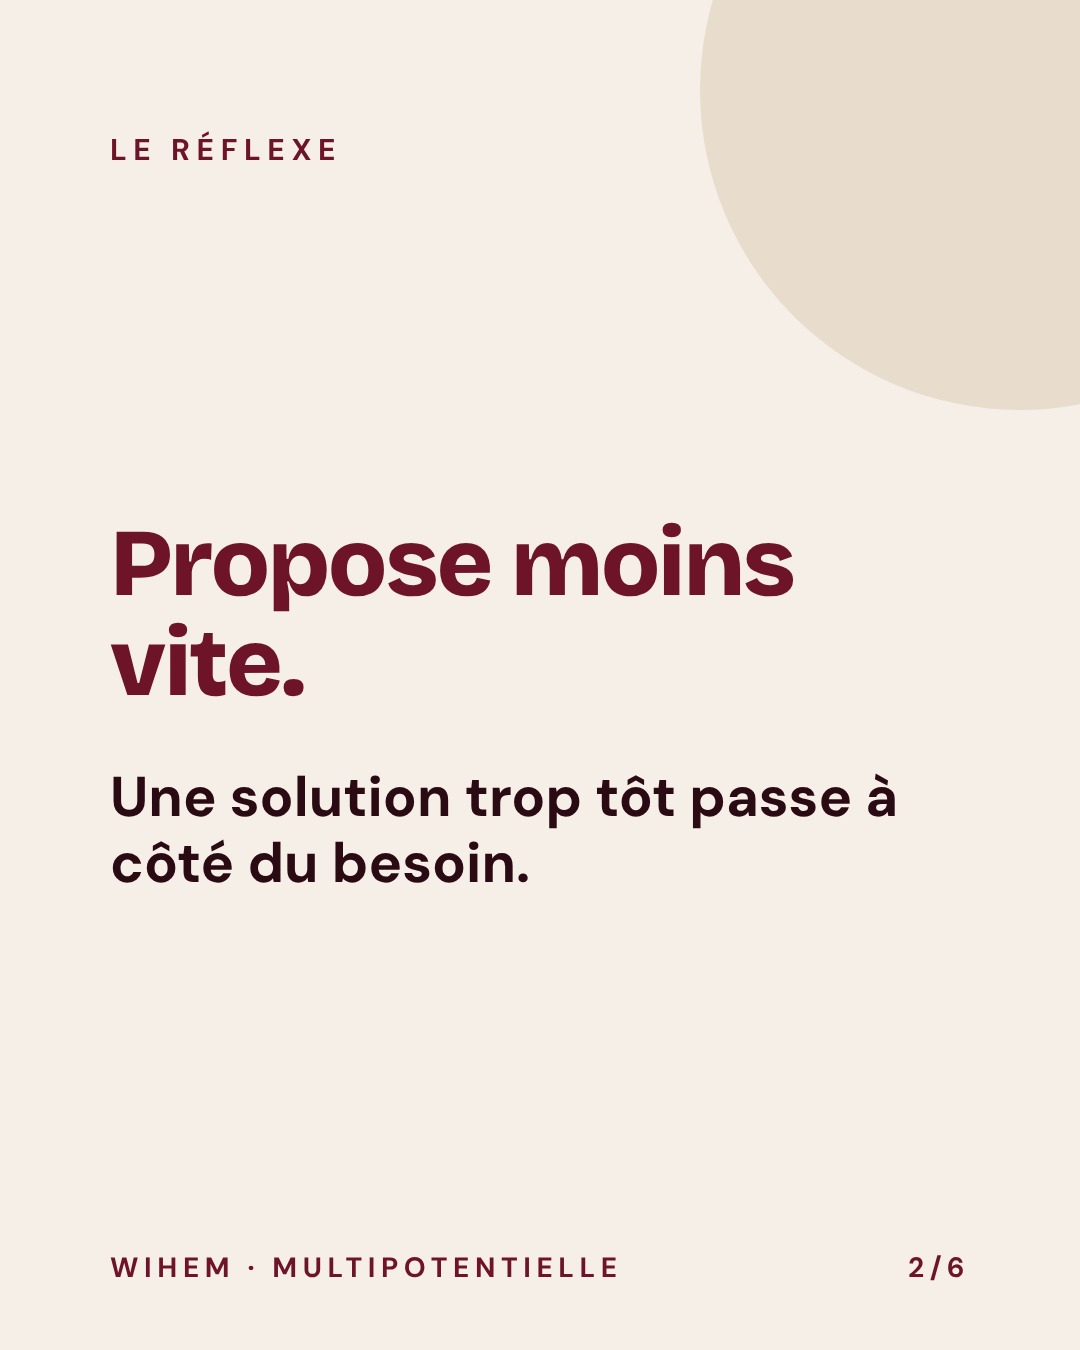 LE RÉFLEXE
Propose moins
vite.
Une solution trop tôt passe à
côté du besoin.
WIHEM · MULTIPOTENTIELLE
2/6